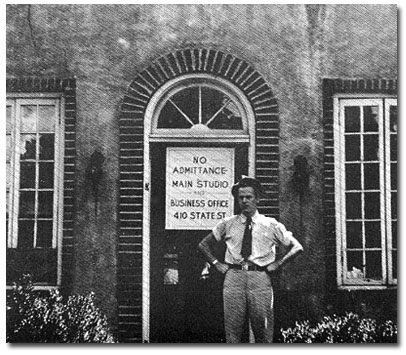 NO
ADMITTANCE
MAIN STUDIO
AND
BUSINESS OFFICE
410 STATE ST.